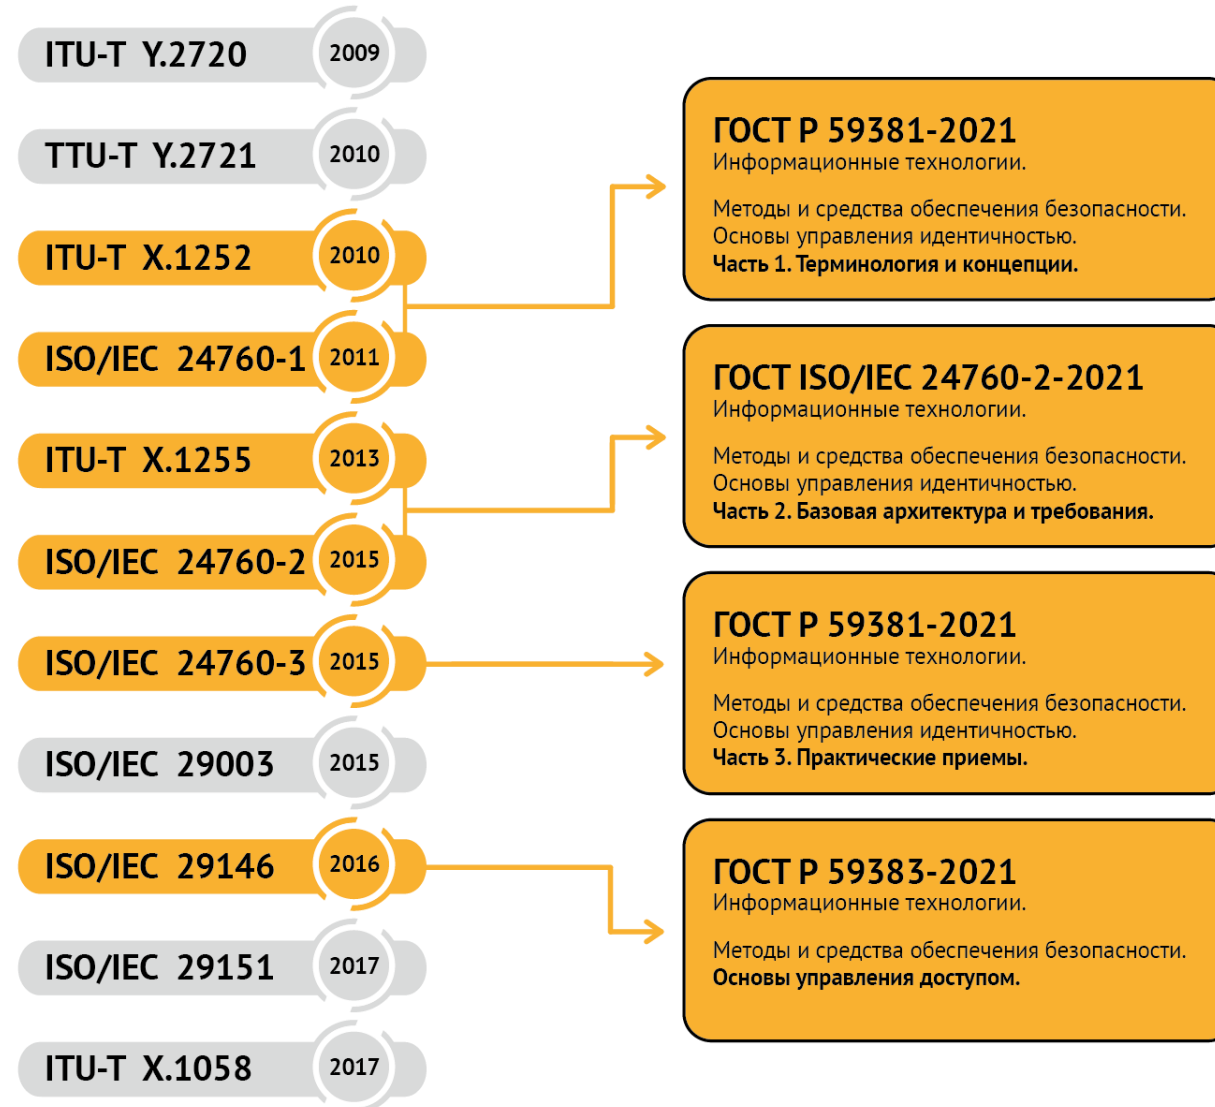 ITU-T Y.2720 2009
TTU-T Y.2721 2010
ITU-T X.1252 2010
ISO/IEC 24760-1 2011
ITU-T X.1255 2013
ISO/IEC 24760-2 2015
ISO/IEC 24760-3 2015
ISO/IEC 29003 2015
ISO/IEC 29146 2016
ISO/IEC 29151 2017
ITU-T X.1058 2017
ГОСТ Р 59381-2021
Информационные технологии.
Методы и средства обеспечения безопасности.
Основы управления идентичностью.
Часть 1. Терминология и концепции.
ГОСТ ISO/IEC 24760-2-2021
Информационные технологии.
Методы и средства обеспечения безопасности.
Основы управления идентичностью.
Часть 2. Базовая архитектура и требования.
ГОСТ Р 59381-2021
Информационные технологии.
Методы и средства обеспечения безопасности.
Основы управления идентичностью.
Часть 3. Практические приемы.
ГОСТ Р 59383-2021
Информационные технологии.
Методы и средства обеспечения безопасности.
Основы управления доступом.